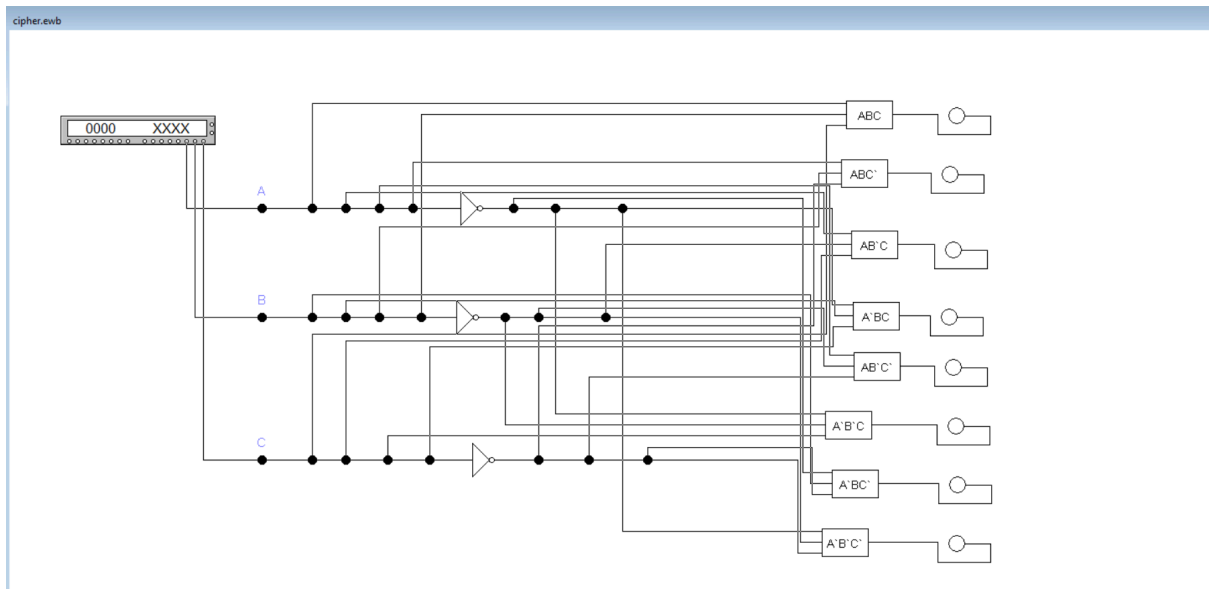 cipher.ewb
0000 XXXX
ABC
ABC`
A
AB`C
B
A`BC
AB`C`
A`B`C
C
A`BC`
A`B`C`